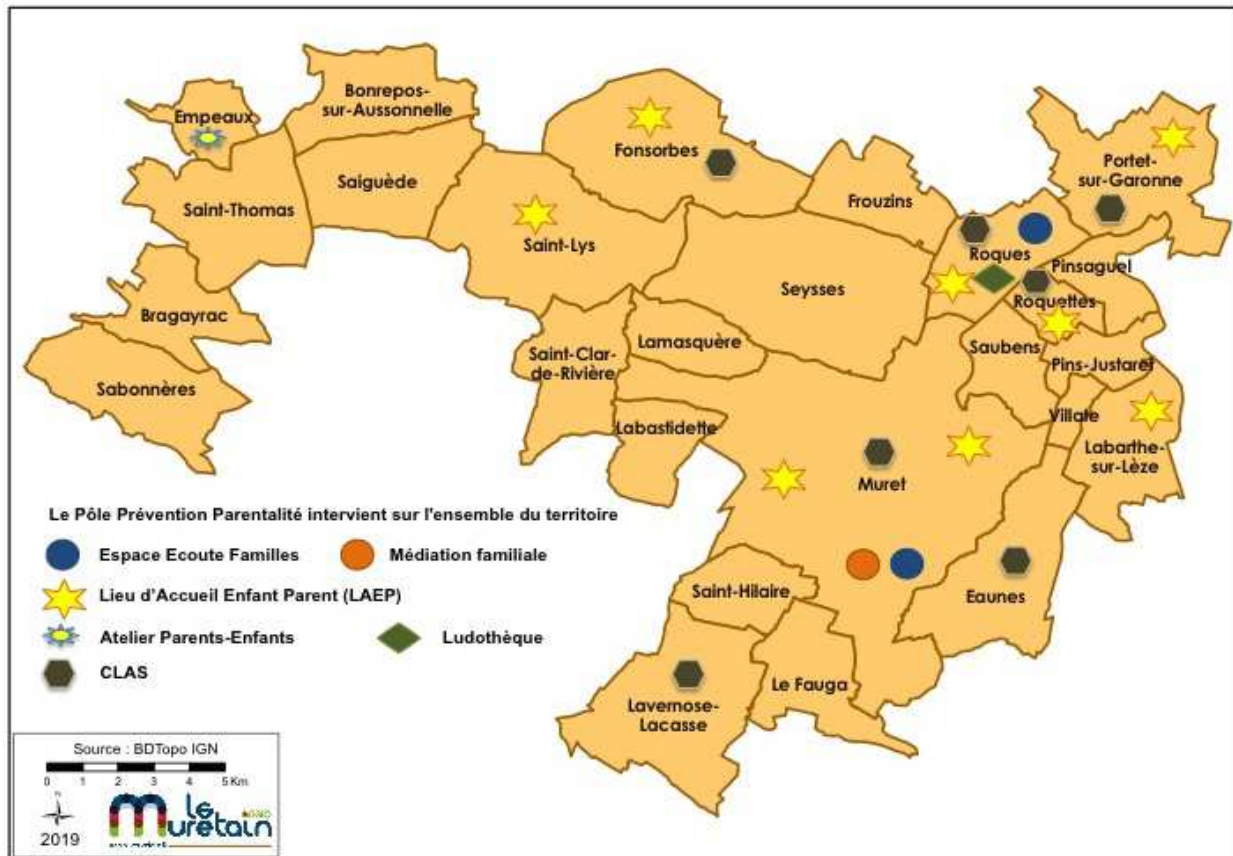 Empeaux
Bonrepos-
sur-Aussonnelle
Fonsorbes
Portet-
sur-Garonne
Saiguède
Saint-Thomas
Frouzins
Saint-Lys
Roques
Pinsaguel
Seysses
Roquettes
Bragayrac
Lamasquère
Saubens
Saint-Clar-
de-Rivière
Pins-Justaret
Sabonnères
Labastidette
Villate
Labarthe-
sur-Lèze
Muret
Le Pôle Prévention Parentalité intervient sur l'ensemble du territoire
Espace Ecoute Familles
Médiation familiale
Lieu d'Accueil Enfant Parent (LAEP)
Saint-Hilaire
Eaunes
Atelier Parents-Enfants
Ludothèque
CLAS
Le Fauga
Lavernose-
Lacasse
Source : BDTopo IGN
0 1 2 3 4 5 Km
N
2019
le
muretain
agglo